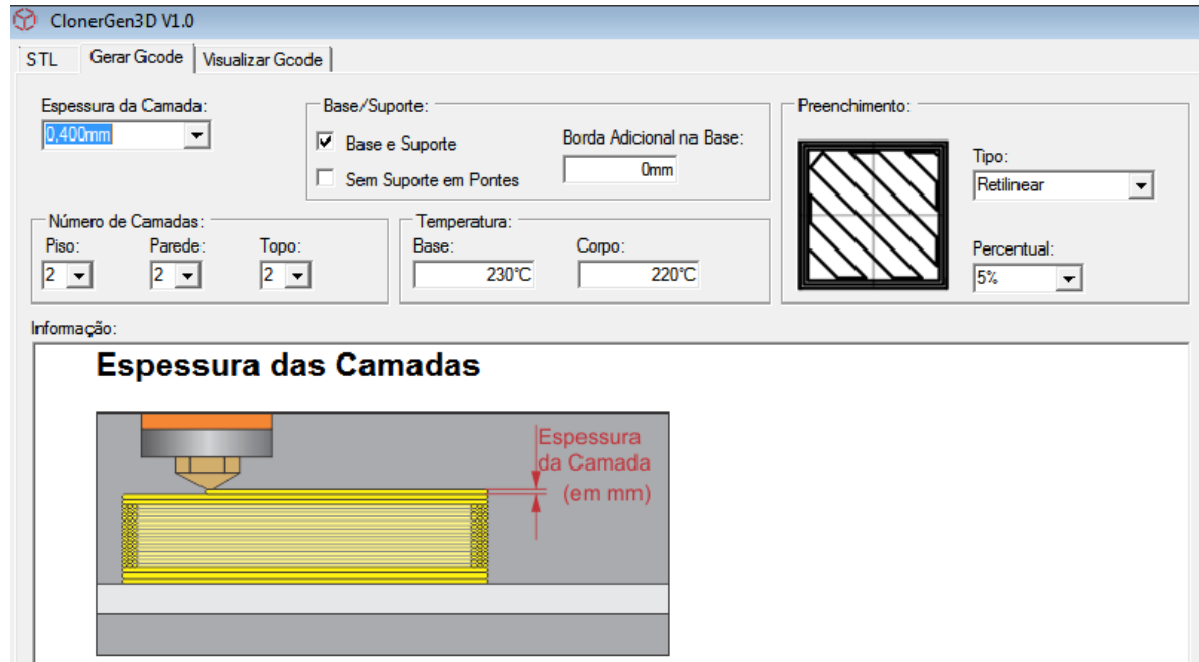 ClonerGen3D V1.0
STL Gerar Gcode Visualizar Gcode
Espessura da Camada:
0,400mm
Base/Suporte:
Base e Suporte
Sem Suporte em Pontes
Borda Adicional na Base:
0mm
Preenchimento:
Tipo:
Retilinear
Percentual:
5%
Número de Camadas:
Piso: Parede: Topo:
2 2 2
Temperatura:
Base: Corpo:
230°C 220°C
Informação:
Espessura das Camadas
Espessura
da Camada
(em mm)